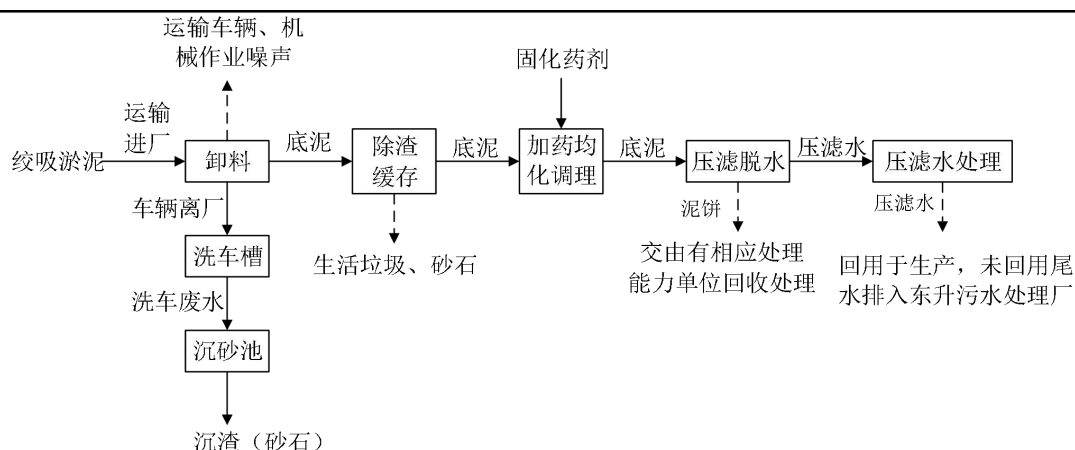 运输车辆、机
械作业噪声
固化药剂
运输
进厂
绞吸淤泥
卸料
底泥
除渣
缓存
底泥
加药均
化调理
底泥
压滤脱水
压滤水
压滤水处理
车辆离厂
泥饼
压滤水
洗车槽
生活垃圾、砂石
交由有相应处理
能力单位回收处理
回用于生产，未回用尾
水排入东升污水处理厂
洗车废水
沉砂池
沉渣（砂石）